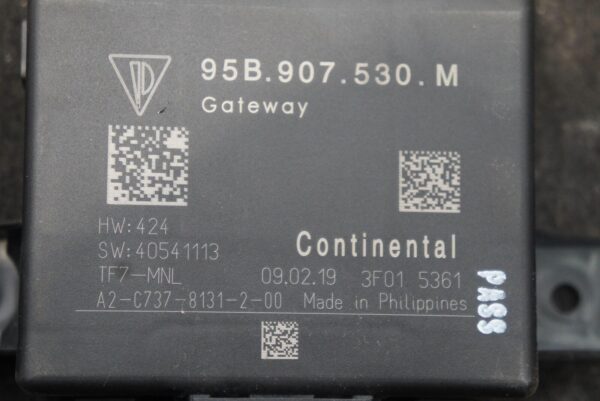 95B.907.530.M
Gateway
HW:424
SW:40541113
Continental
TF7-MNL 09.02.19 3F01 5361
A2-C737-8131-2-00 Made in Philippines
PASS